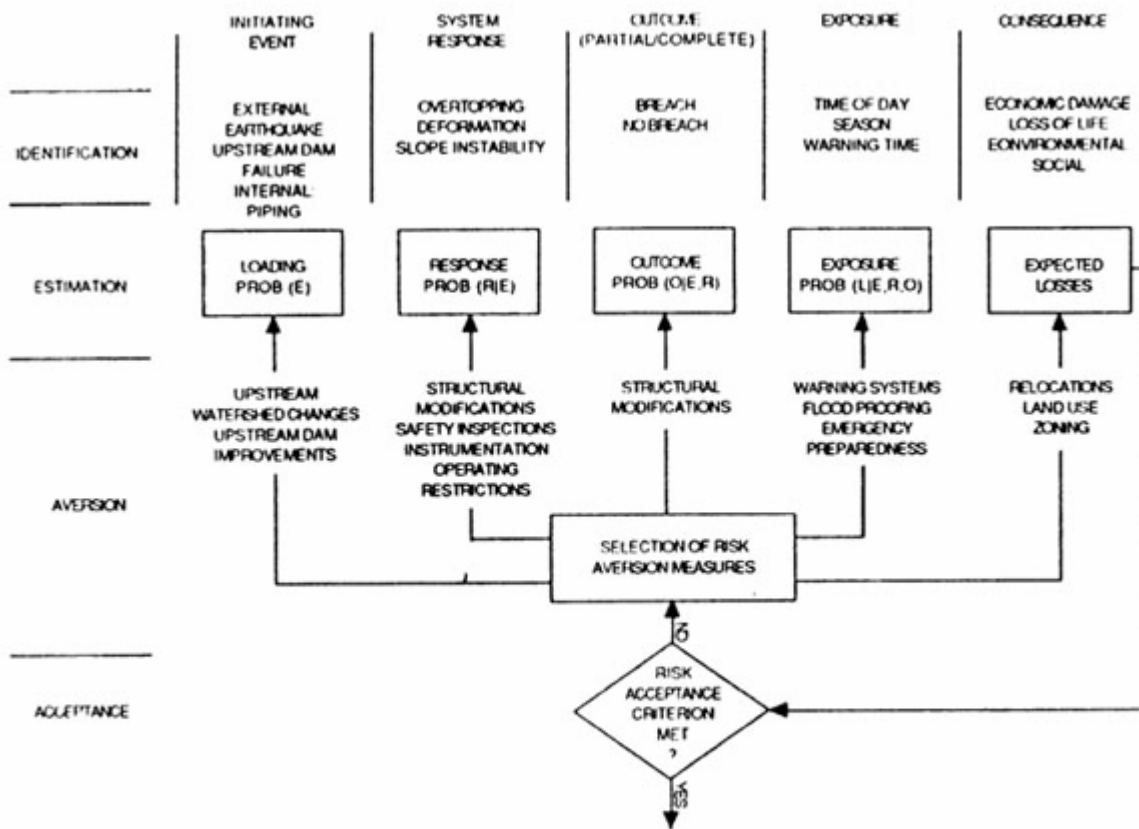 INITIATING
EVENT
SYSTEM
RESPONSE
OUTCOME
(PARTIAL/COMPLETE)
EXPOSURE
CONSEQUENCE
IDENTIFICATION
EXTERNAL
EARTHQUAKE
UPSTREAM DAM
FAILURE
INTERNAL:
PIPING
OVERTOPPING
DEFORMATION
SLOPE INSTABILITY
BREACH
NO BREACH
TIME OF DAY
SEASON
WARNING TIME
ECONOMIC DAMAGE
LOSS OF LIFE
EONVIRONMENTAL
SOCIAL
ESTIMATION
LOADING
PROB (E)
RESPONSE
PROB (R|E)
OUTCOME
PROB (O|E,R)
EXPOSURE
PROB (L|E,R,O)
EXPECTED
LOSSES
AVERSION
UPSTREAM
WATERSHED CHANGES
UPSTREAM DAM
IMPROVEMENTS
STRUCTURAL
MODIFICATIONS
SAFETY INSPECTIONS
INSTRUMENTATION
OPERATING
RESTRICTIONS
STRUCTURAL
MODIFICATIONS
WARNING SYSTEMS
FLOOD PROOFING
EMERGENCY
PREPAREDNESS
RELOCATIONS
LAND USE
ZONING
SELECTION OF RISK
AVERSION MEASURES
NO
ACCEPTANCE
RISK
ACCEPTANCE
CRITERION
MET
?
YES